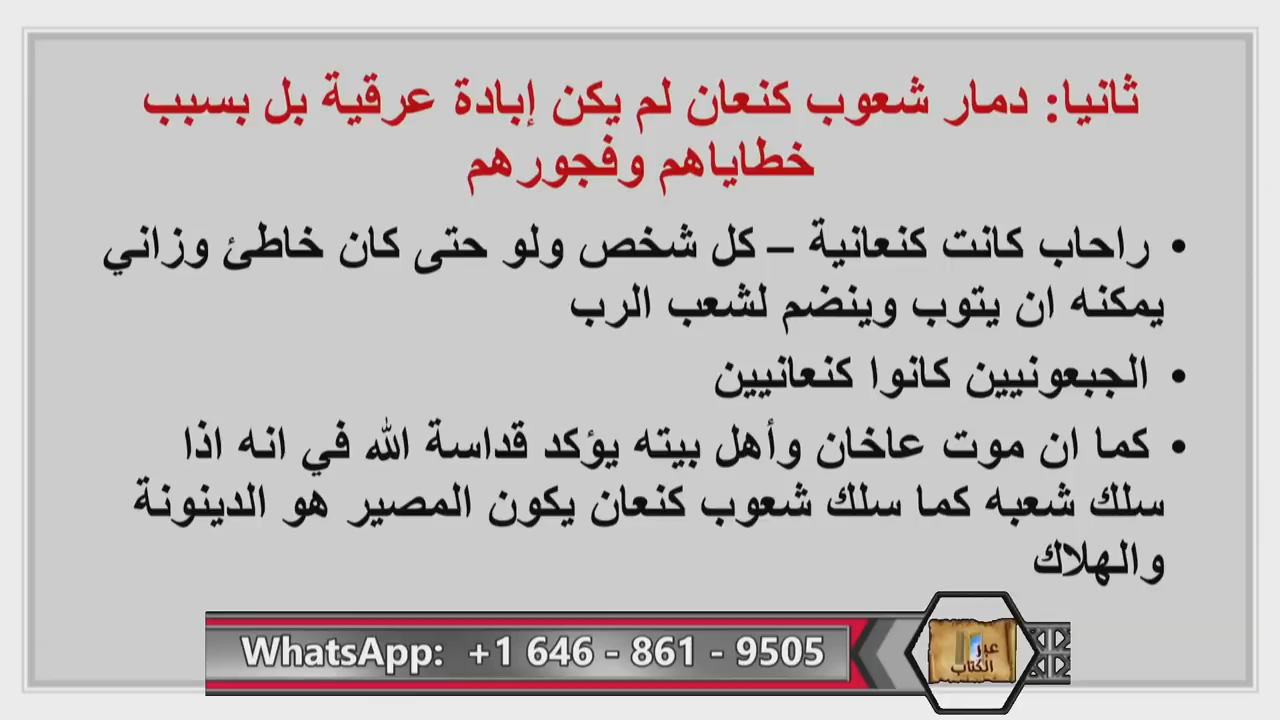 ثانيا: دمار شعوب كنعان لم يكن إبادة عرقية بل بسبب
خطاياهم وفجورهم
• راحاب كانت كنعانية – كل شخص ولو حتى كان خاطئ وزاني
يمكنه ان يتوب وينضم لشعب الرب
• الجبعونيين كانوا كنعانيين
• كما ان موت عاخان وأهل بيته يؤكد قداسة الله في انه اذا
سلك شعبه كما سلك شعوب كنعان يكون المصير هو الدينونة
والهلاك
WhatsApp: +1 646 - 861 - 9505
عبر
الكتاب